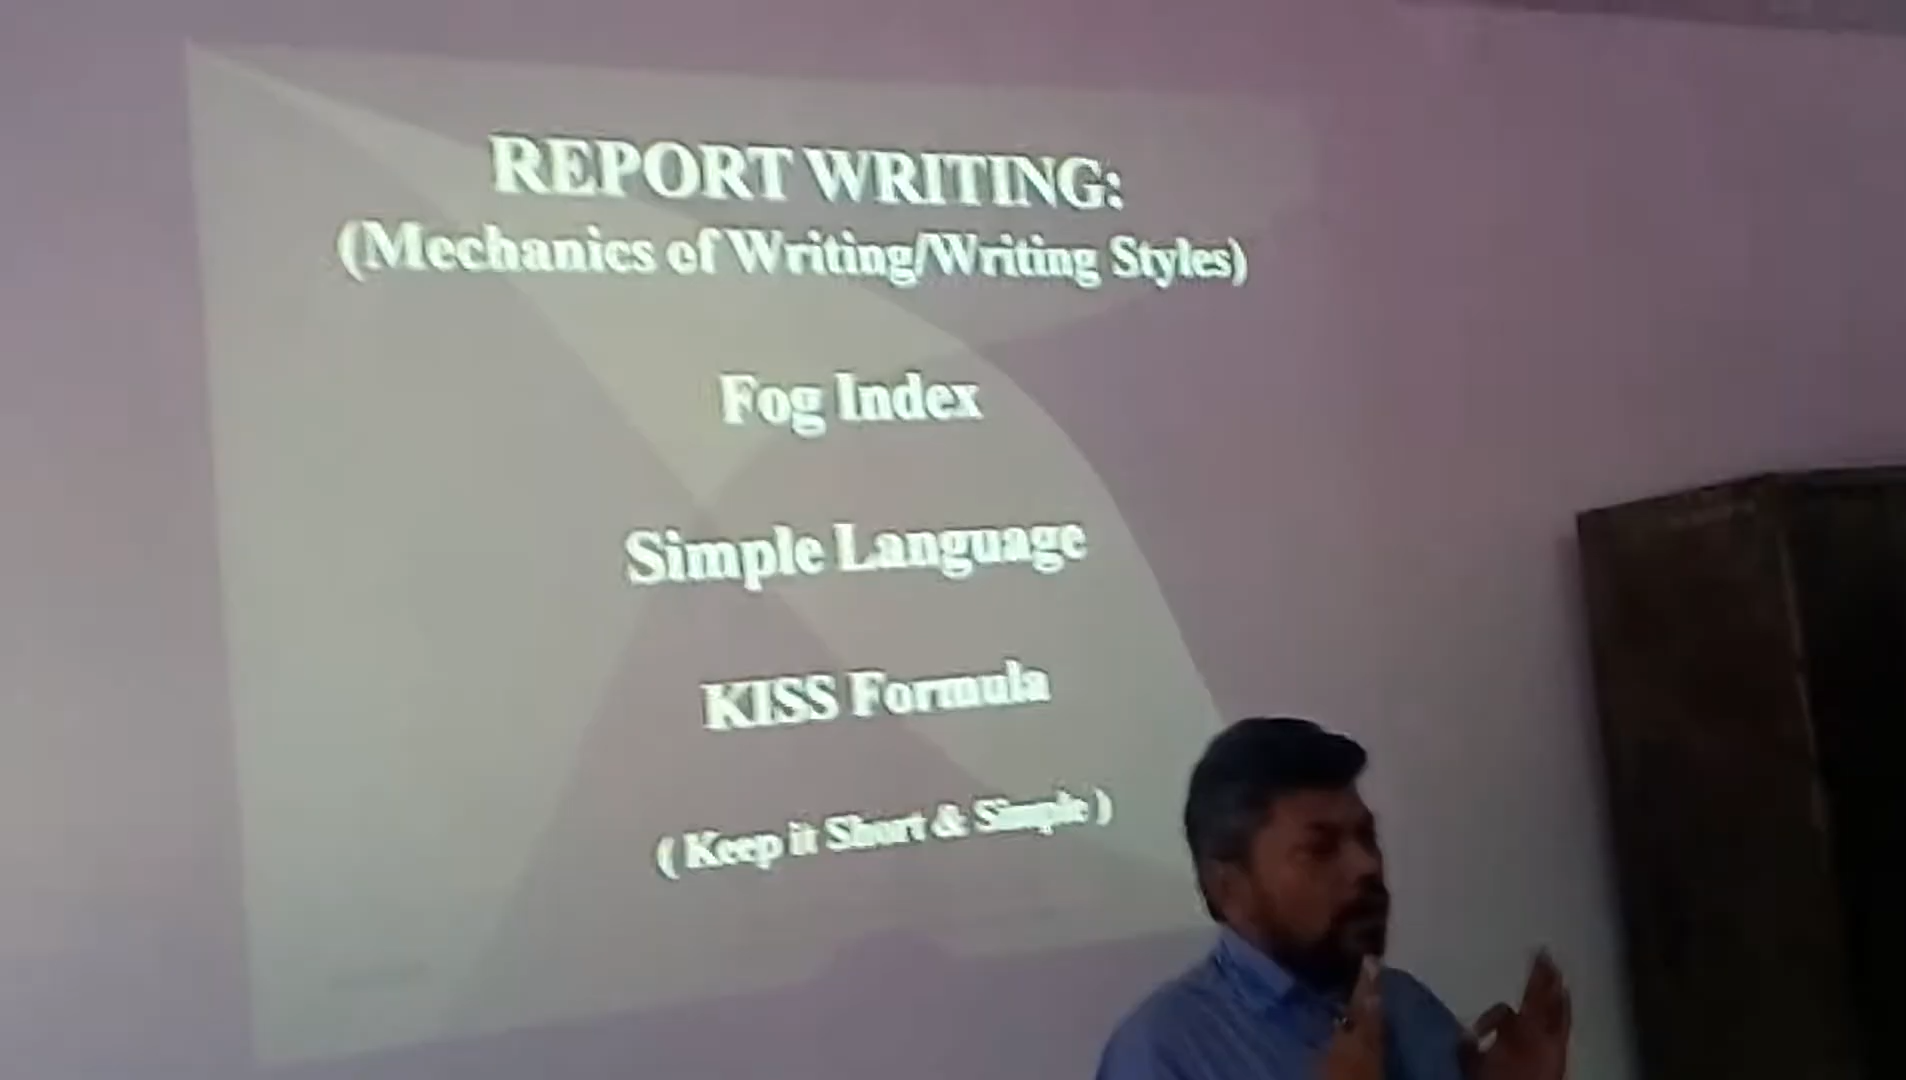 REPORT WRITING:
(Mechanics of Writing/Writing Styles)
Fog Index
Simple Language
KISS Formula
( Keep it Short & Simple )